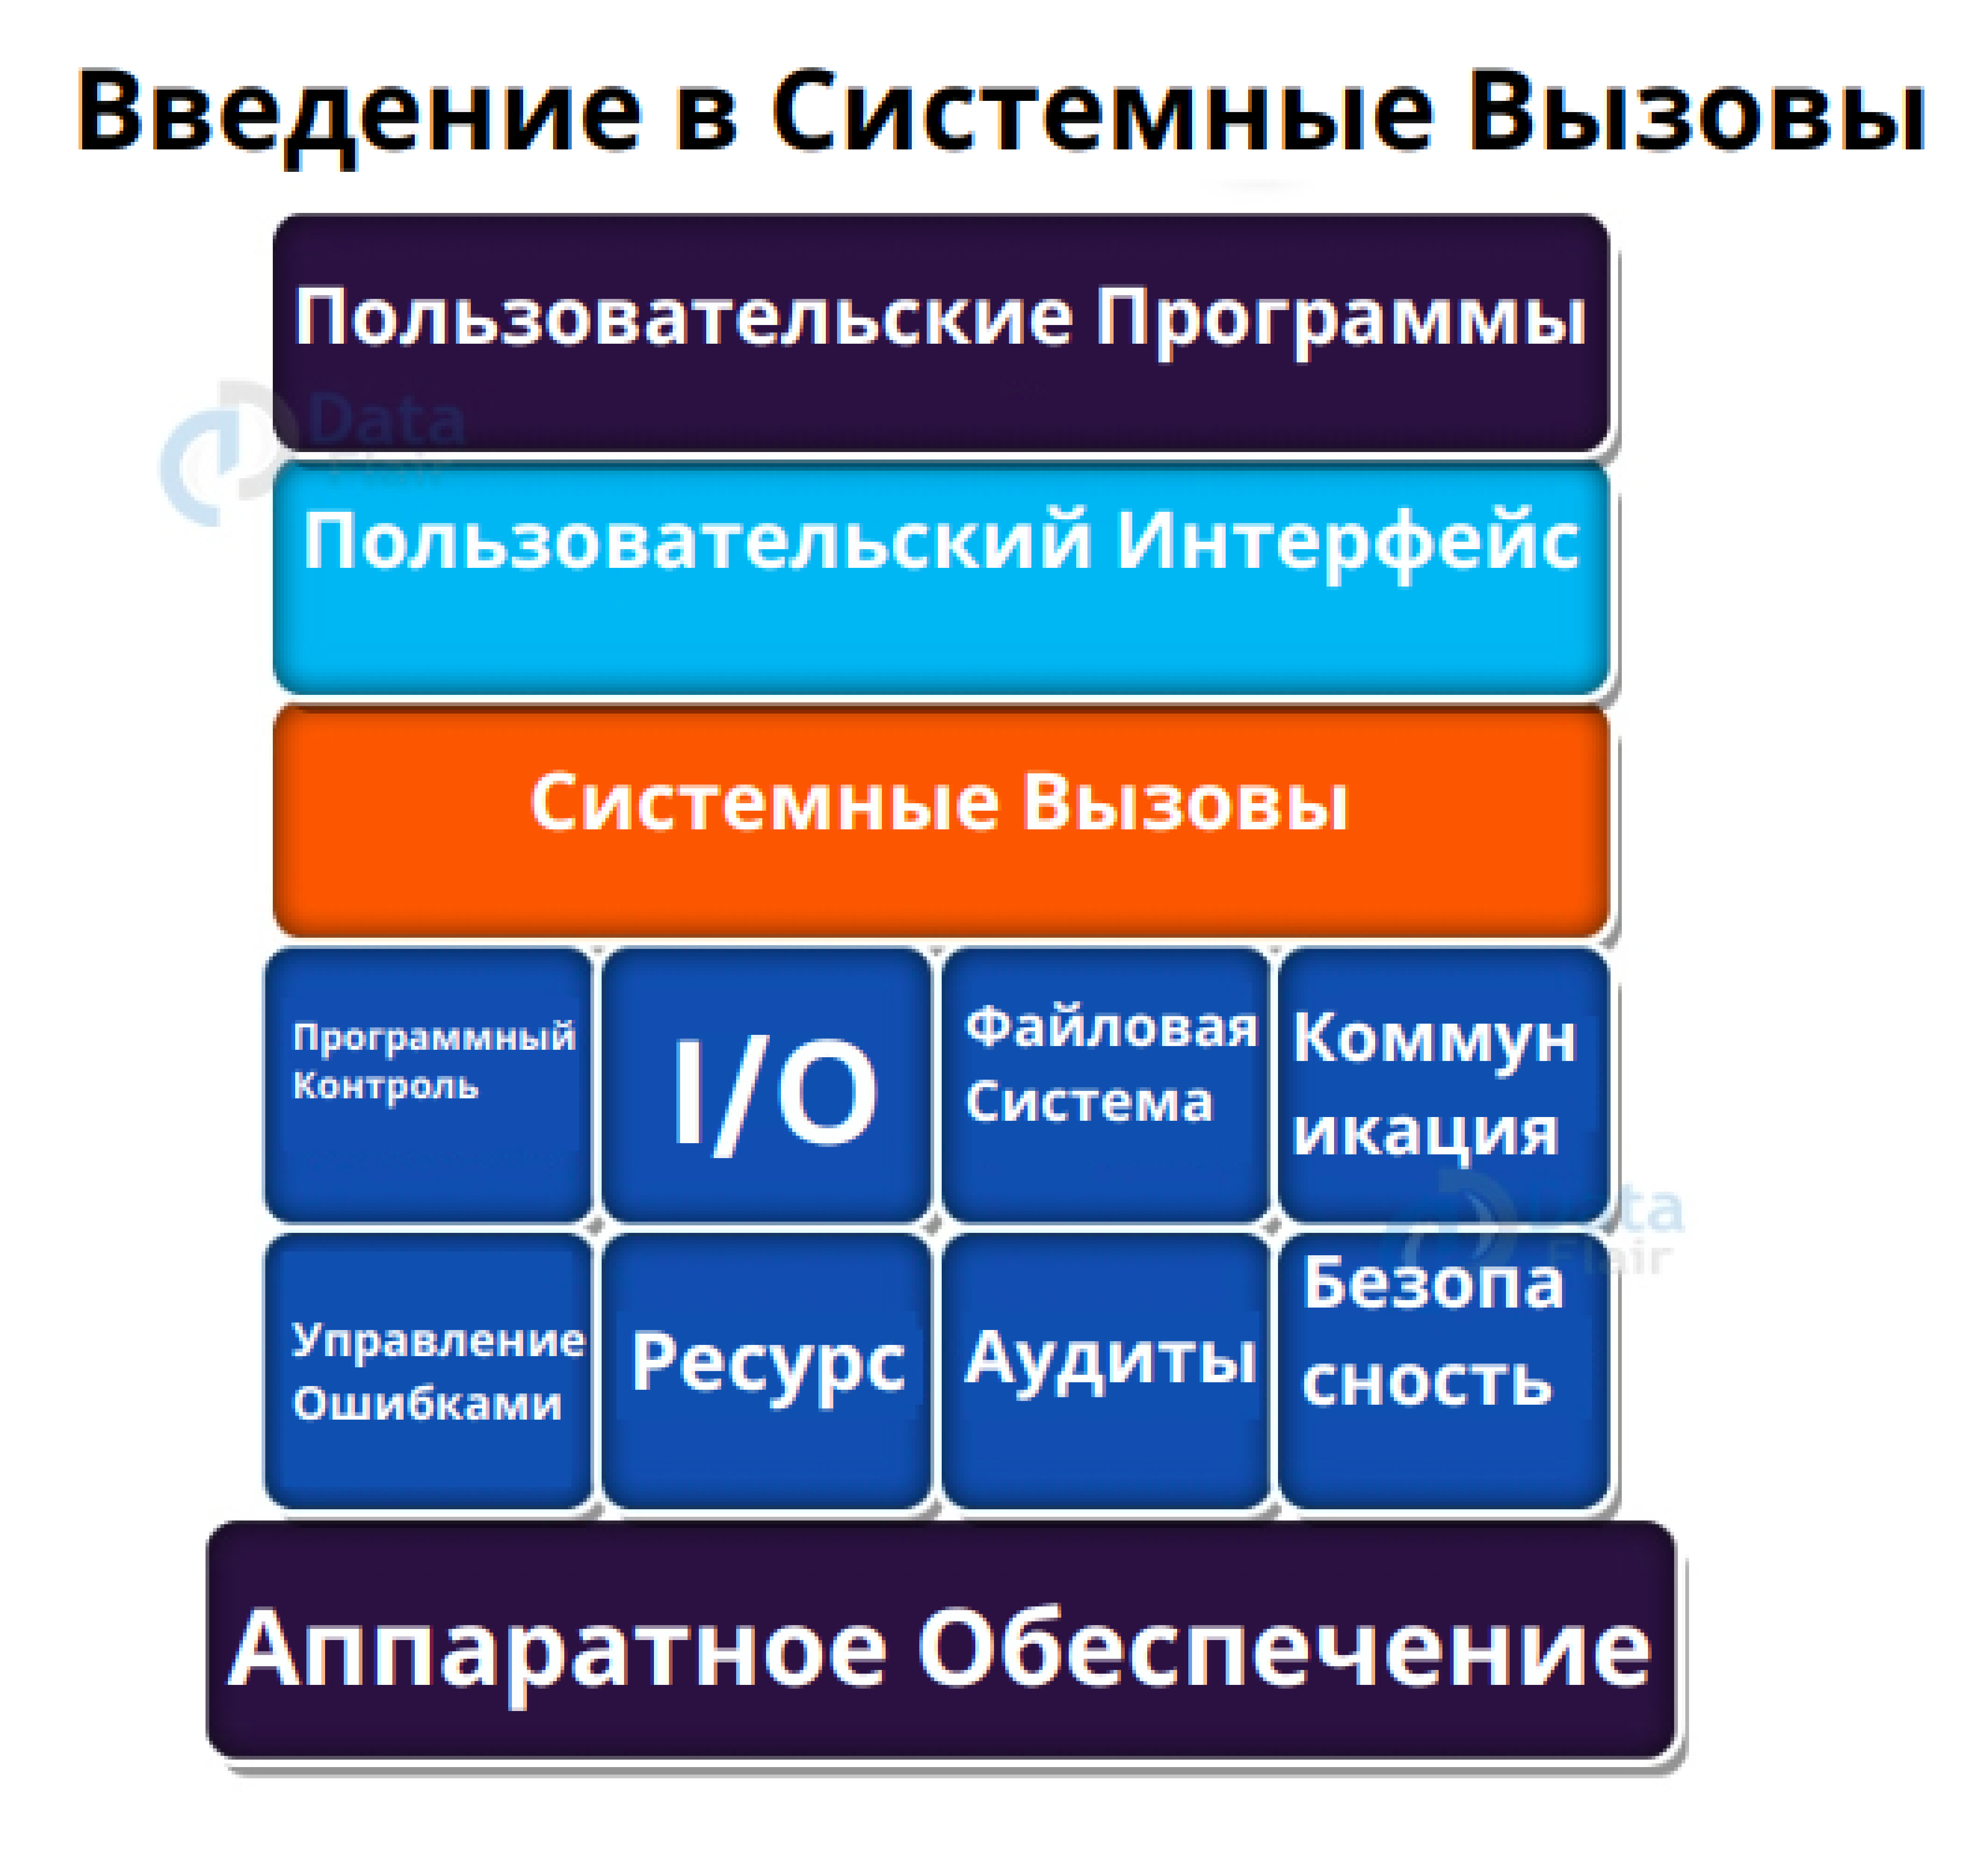 Введение в Системные Вызовы
Пользовательские Программы
Data
Flair
Пользовательский Интерфейс
Системные Вызовы
Программный
Контроль
I/O
Файловая
Система
Коммун
икация
Data
Flair
Управление
Ошибками
Ресурс
Аудиты
Безопа
сность
Аппаратное Обеспечение